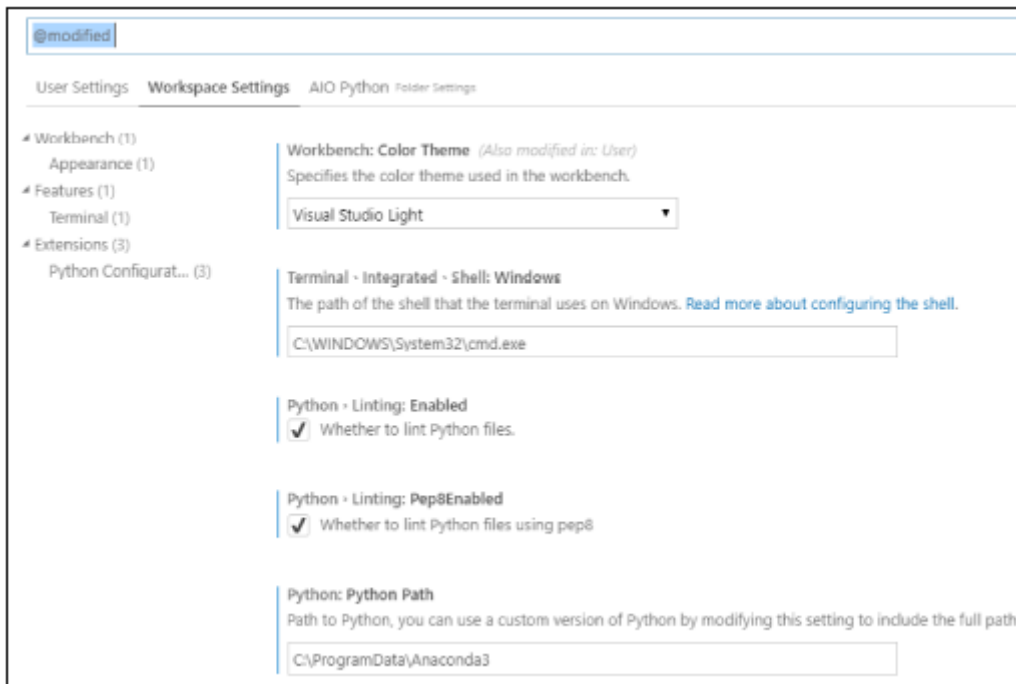 @modified
User Settings Workspace Settings AIO Python Folder Settings
Workbench (1)
Appearance (1)
Features (1)
Terminal (1)
Extensions (3)
Python Configurat... (3)
Workbench: Color Theme (Also modified in: User)
Specifies the color theme used in the workbench.
Visual Studio Light
Terminal › Integrated › Shell: Windows
The path of the shell that the terminal uses on Windows. Read more about configuring the shell.
C:\WINDOWS\System32\cmd.exe
Python › Linting: Enabled
Whether to lint Python files.
Python › Linting: Pep8Enabled
Whether to lint Python files using pep8
Python: Python Path
Path to Python, you can use a custom version of Python by modifying this setting to include the full path
C:\ProgramData\Anaconda3